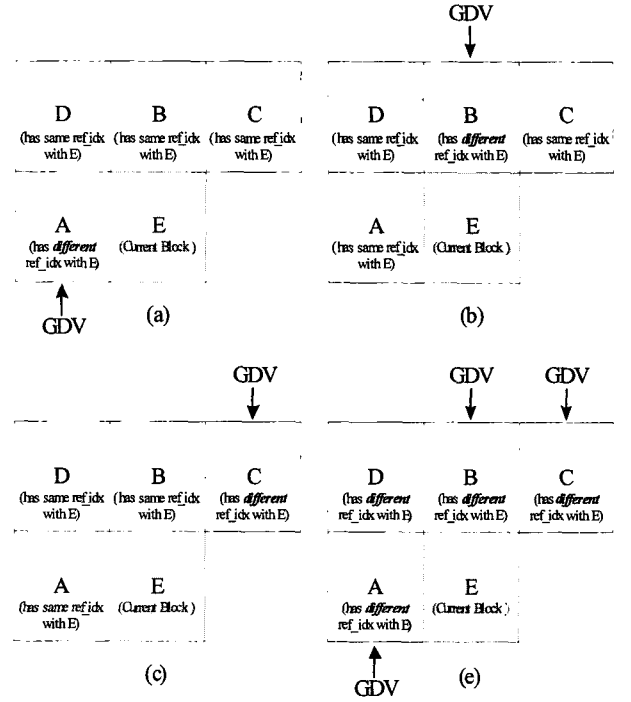 GDV
D B C
(has same ref_idx with E) (has same ref_idx with E) (has same ref_idx with E)
A E
(has different ref_idx with E) (Current Block)
GDV
(a)
D B C
(has same ref_idx with E) (has different ref_idx with E) (has same ref_idx with E)
A E
(has same ref_idx with E) (Current Block)
(b)
GDV
D B C
(has same ref_idx with E) (has same ref_idx with E) (has different ref_idx with E)
A E
(has same ref_idx with E) (Current Block)
(c)
GDV GDV
D B C
(has different ref_idx with E) (has different ref_idx with E) (has different ref_idx with E)
A E
(has different ref_idx with E) (Current Block)
GDV
(e)